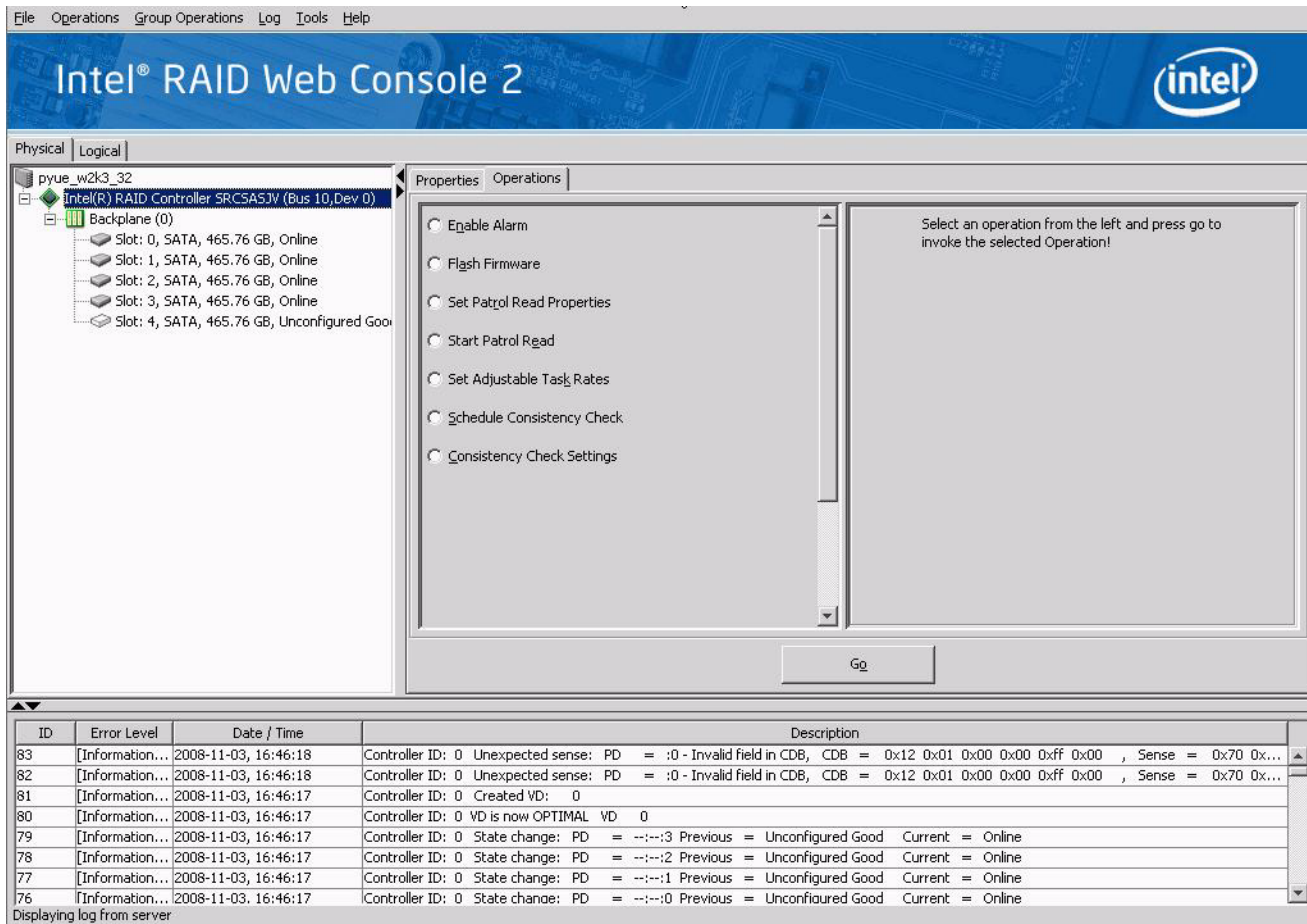 File Operations Group Operations Log Tools Help
Intel® RAID Web Console 2
intel
Physical Logical
pyue_w2k3_32
Intel(R) RAID Controller SRCSASJV (Bus 10,Dev 0)
Backplane (0)
Slot: 0, SATA, 465.76 GB, Online
Slot: 1, SATA, 465.76 GB, Online
Slot: 2, SATA, 465.76 GB, Online
Slot: 3, SATA, 465.76 GB, Online
Slot: 4, SATA, 465.76 GB, Unconfigured Goo
Properties Operations
Enable Alarm
Flash Firmware
Set Patrol Read Properties
Start Patrol Read
Set Adjustable Task Rates
Schedule Consistency Check
Consistency Check Settings
Select an operation from the left and press go to
invoke the selected Operation!
Go
ID Error Level Date / Time Description
83 [Information... 2008-11-03, 16:46:18 Controller ID: 0 Unexpected sense: PD = :0 - Invalid field in CDB, CDB = 0x12 0x01 0x00 0x00 0xff 0x00 , Sense = 0x70 0x...
82 [Information... 2008-11-03, 16:46:18 Controller ID: 0 Unexpected sense: PD = :0 - Invalid field in CDB, CDB = 0x12 0x01 0x00 0x00 0xff 0x00 , Sense = 0x70 0x...
81 [Information... 2008-11-03, 16:46:17 Controller ID: 0 Created VD: 0
80 [Information... 2008-11-03, 16:46:17 Controller ID: 0 VD is now OPTIMAL VD 0
79 [Information... 2008-11-03, 16:46:17 Controller ID: 0 State change: PD = --:--:3 Previous = Unconfigured Good Current = Online
78 [Information... 2008-11-03, 16:46:17 Controller ID: 0 State change: PD = --:--:2 Previous = Unconfigured Good Current = Online
77 [Information... 2008-11-03, 16:46:17 Controller ID: 0 State change: PD = --:--:1 Previous = Unconfigured Good Current = Online
76 [Information... 2008-11-03, 16:46:17 Controller ID: 0 State change: PD = --:--:0 Previous = Unconfigured Good Current = Online
Displaying log from server